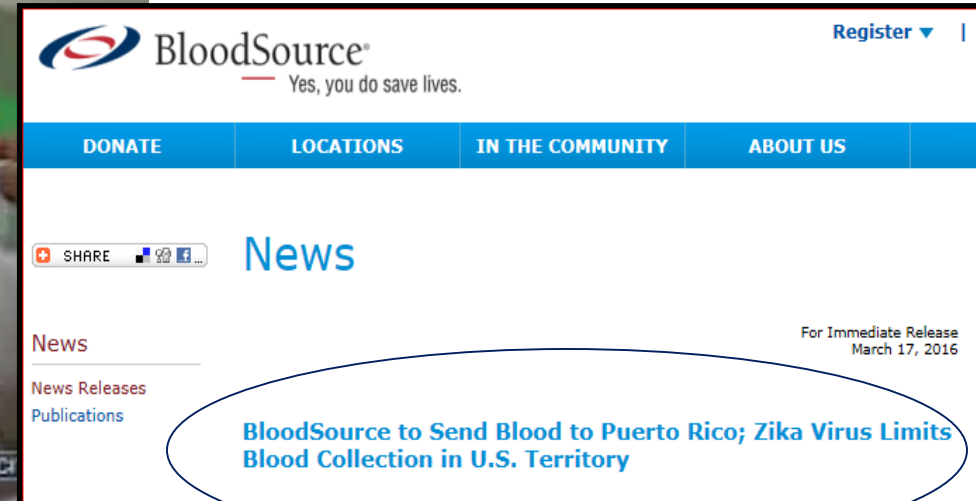 BloodSource®
Yes, you do save lives.
Register ▼ |
DONATE LOCATIONS IN THE COMMUNITY ABOUT US
SHARE ...
News
For Immediate Release
March 17, 2016
News
News Releases
Publications
BloodSource to Send Blood to Puerto Rico; Zika Virus Limits
Blood Collection in U.S. Territory